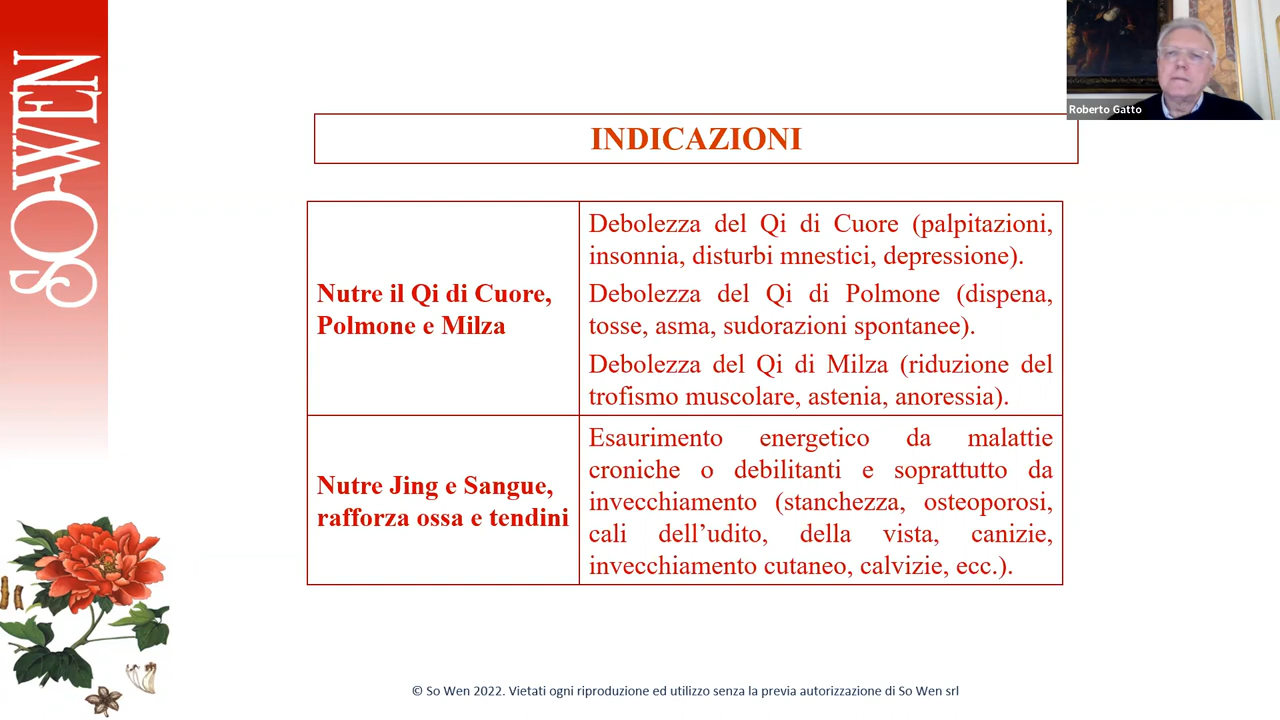 SO WEN
Roberto Gatto
INDICAZIONI
Nutre il Qi di Cuore,
Polmone e Milza
Debolezza del Qi di Cuore (palpitazioni,
insonnia, disturbi mnestici, depressione).
Debolezza del Qi di Polmone (dispena,
tosse, asma, sudorazioni spontanee).
Debolezza del Qi di Milza (riduzione del
trofismo muscolare, astenia, anoressia).
Nutre Jing e Sangue,
rafforza ossa e tendini
Esaurimento energetico da malattie
croniche o debilitanti e soprattutto da
invecchiamento (stanchezza, osteoporosi,
cali dell’udito, della vista, canizie,
invecchiamento cutaneo, calvizie, ecc.).
© So Wen 2022. Vietati ogni riproduzione ed utilizzo senza la previa autorizzazione di So Wen srl